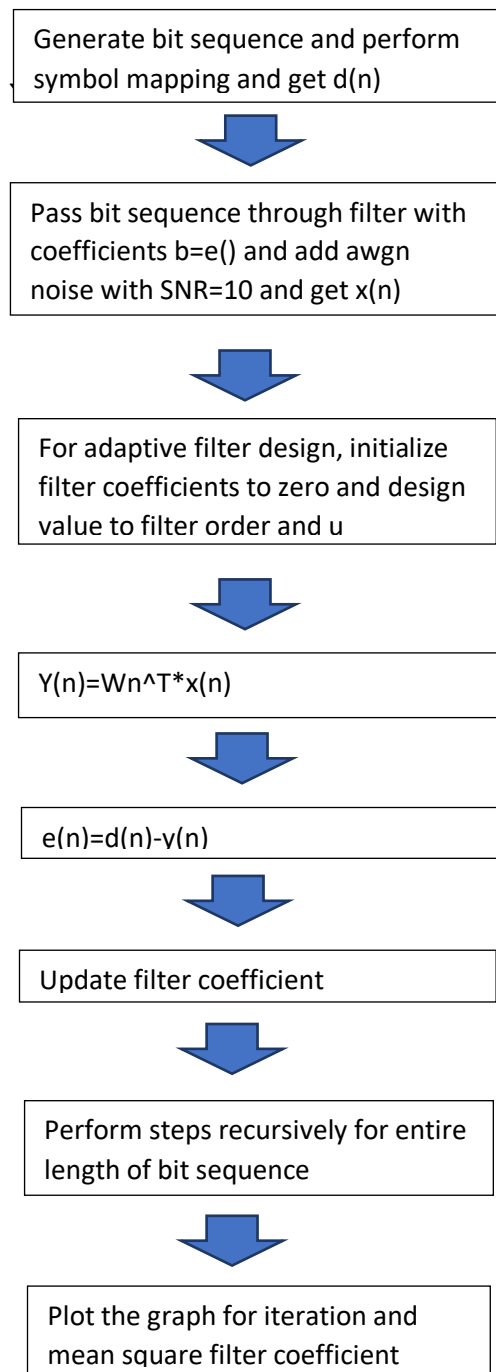 Generate bit sequence and perform
symbol mapping and get d(n)
Pass bit sequence through filter with
coefficients b=e() and add awgn
noise with SNR=10 and get x(n)
For adaptive filter design, initialize
filter coefficients to zero and design
value to filter order and u
Y(n)=Wn^T*x(n)
e(n)=d(n)-y(n)
Update filter coefficient
Perform steps recursively for entire
length of bit sequence
Plot the graph for iteration and
mean square filter coefficient